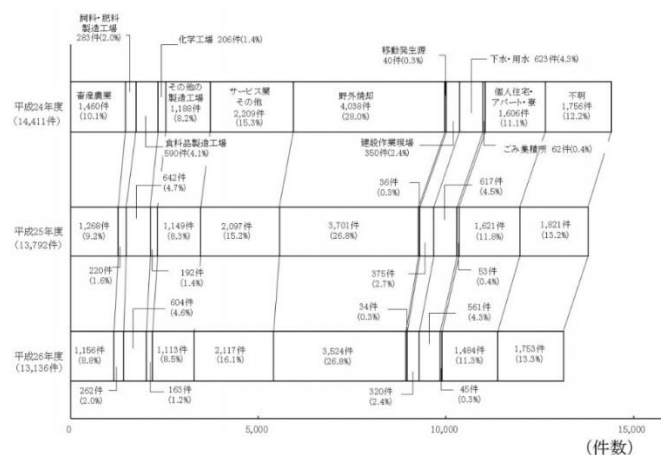 飼料・肥料
製造工場
283件(2.0%)
化学工場 206件(1.4%)
移動発生源
40件(0.3%)
下水・用水 623件(4.3%)
平成24年度
(14,411件)
畜産農業
1,460件
(10.1%)
その他の
製造工場
1,188件
(8.2%)
サービス業
その他
2,209件
(15.3%)
野外焼却
4,038件
(28.0%)
個人住宅・
アパート・寮
1,606件
(11.1%)
不明
1,756件
(12.2%)
食料品製造工場
590件(4.1%)
建設作業現場
350件(2.4%)
ごみ集積所 62件(0.4%)
642件
(4.7%)
36件
(0.3%)
617件
(4.5%)
平成25年度
(13,792件)
1,268件
(9.2%)
1,149件
(8.3%)
2,097件
(15.2%)
3,701件
(26.8%)
1,621件
(11.8%)
1,821件
(13.2%)
220件
(1.6%)
192件
(1.4%)
375件
(2.7%)
53件
(0.4%)
604件
(4.6%)
34件
(0.3%)
561件
(4.3%)
平成26年度
(13,136件)
1,156件
(8.8%)
1,113件
(8.5%)
2,117件
(16.1%)
3,524件
(26.8%)
1,484件
(11.3%)
1,753件
(13.3%)
262件
(2.0%)
163件
(1.2%)
320件
(2.4%)
45件
(0.3%)
0
5,000
10,000
15,000
(件数)